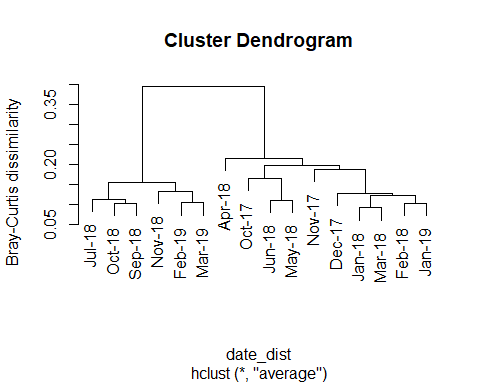 Cluster Dendrogram
Bray-Curtis dissimilarity
0.05 0.20 0.35
Jul-18 Oct-18 Sep-18 Nov-18 Feb-19 Mar-19 Apr-18 Oct-17 Jun-18 May-18 Nov-17 Dec-17 Jan-18 Mar-18 Feb-18 Jan-19
date_dist
hclust (*, "average")